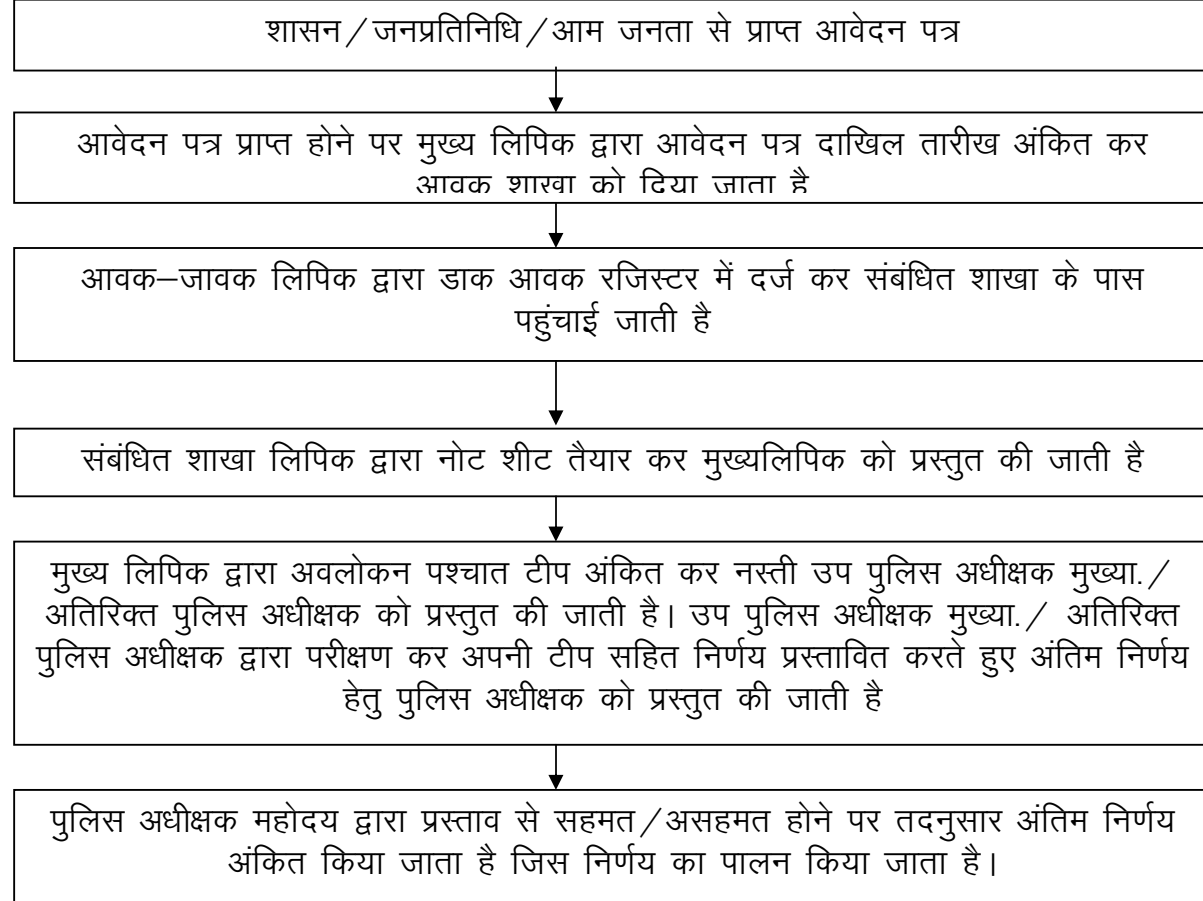 शासन/जनप्रतिनिधि/आम जनता से प्राप्त आवेदन पत्र
आवेदन पत्र प्राप्त होने पर मुख्य लिपिक द्वारा आवेदन पत्र दाखिल तारीख अंकित कर
आवक शाखा को दिया जाता है
आवक–जावक लिपिक द्वारा डाक आवक रजिस्टर में दर्ज कर संबंधित शाखा के पास
पहुंचाई जाती है
संबंधित शाखा लिपिक द्वारा नोट शीट तैयार कर मुख्यलिपिक को प्रस्तुत की जाती है
मुख्य लिपिक द्वारा अवलोकन पश्चात टीप अंकित कर नस्ती उप पुलिस अधीक्षक मुख्या./
अतिरिक्त पुलिस अधीक्षक को प्रस्तुत की जाती है। उप पुलिस अधीक्षक मुख्या./ अतिरिक्त
पुलिस अधीक्षक द्वारा परीक्षण कर अपनी टीप सहित निर्णय प्रस्तावित करते हुए अंतिम निर्णय
हेतु पुलिस अधीक्षक को प्रस्तुत की जाती है
पुलिस अधीक्षक महोदय द्वारा प्रस्ताव से सहमत/असहमत होने पर तदनुसार अंतिम निर्णय
अंकित किया जाता है जिस निर्णय का पालन किया जाता है।